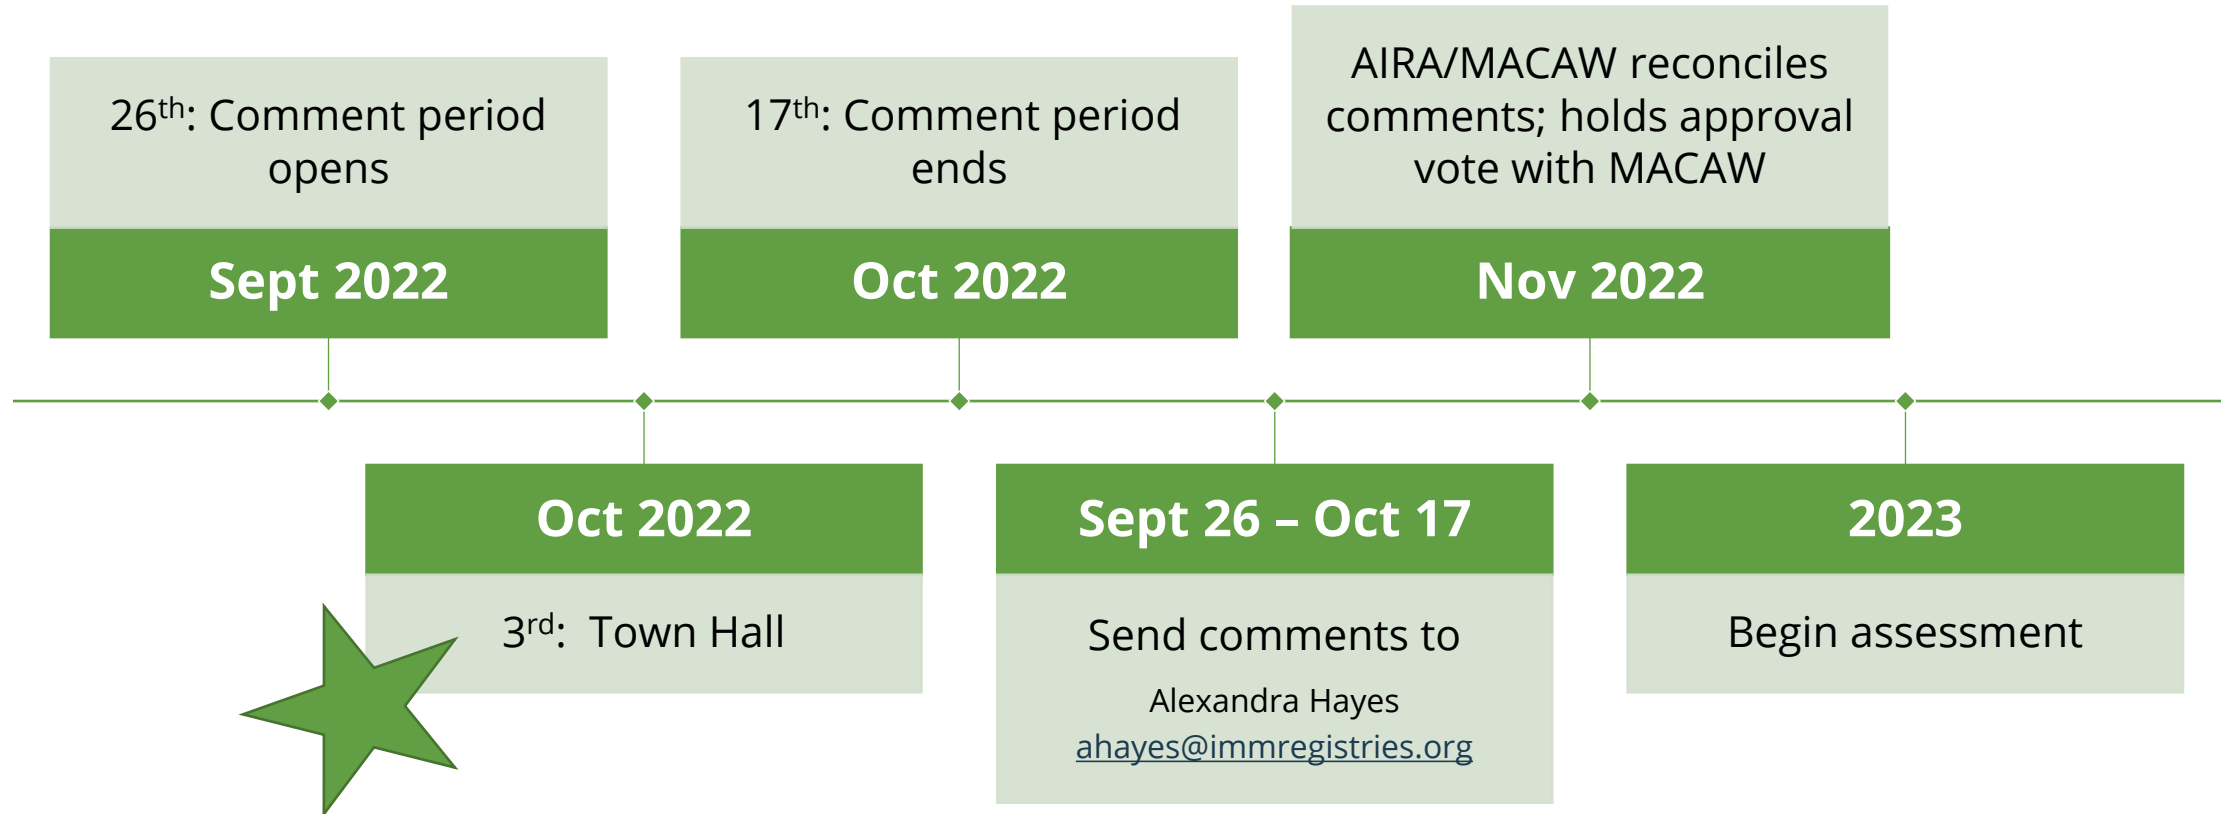 26th: Comment period
opens
Sept 2022
Oct 2022
3rd:  Town Hall
17th: Comment period
ends
Oct 2022
Sept 26 – Oct 17
Send comments to
Alexandra Hayes
ahayes@immregistries.org
AIRA/MACAW reconciles
comments; holds approval
vote with MACAW
Nov 2022
2023
Begin assessment